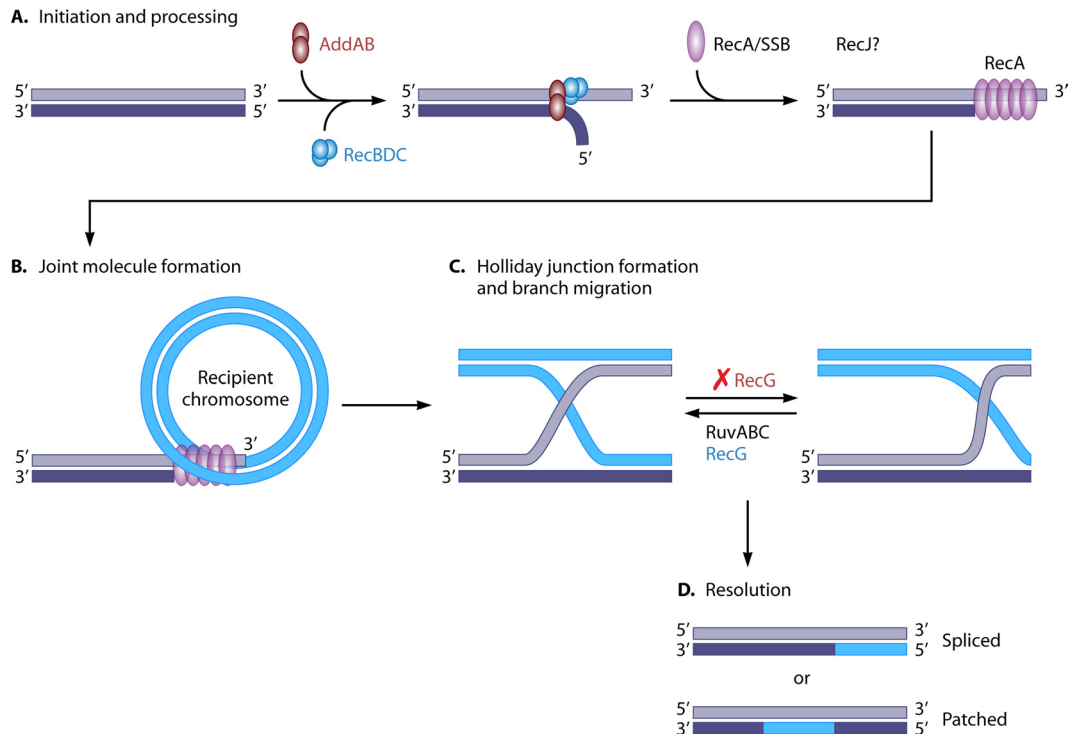 A. Initiation and processing
AddAB
RecBDC
RecA/SSB
RecJ?
RecA
5′ 3′
3′ 5′
5′ 3′
3′
5′
5′ 3′
3′
B. Joint molecule formation
Recipient
chromosome
3′
5′
3′
C. Holliday junction formation
and branch migration
5′
3′
✗ RecG
RuvABC
RecG
5′
3′
D. Resolution
5′ 3′
3′ 5′
Spliced
or
5′ 3′
3′ 5′
Patched